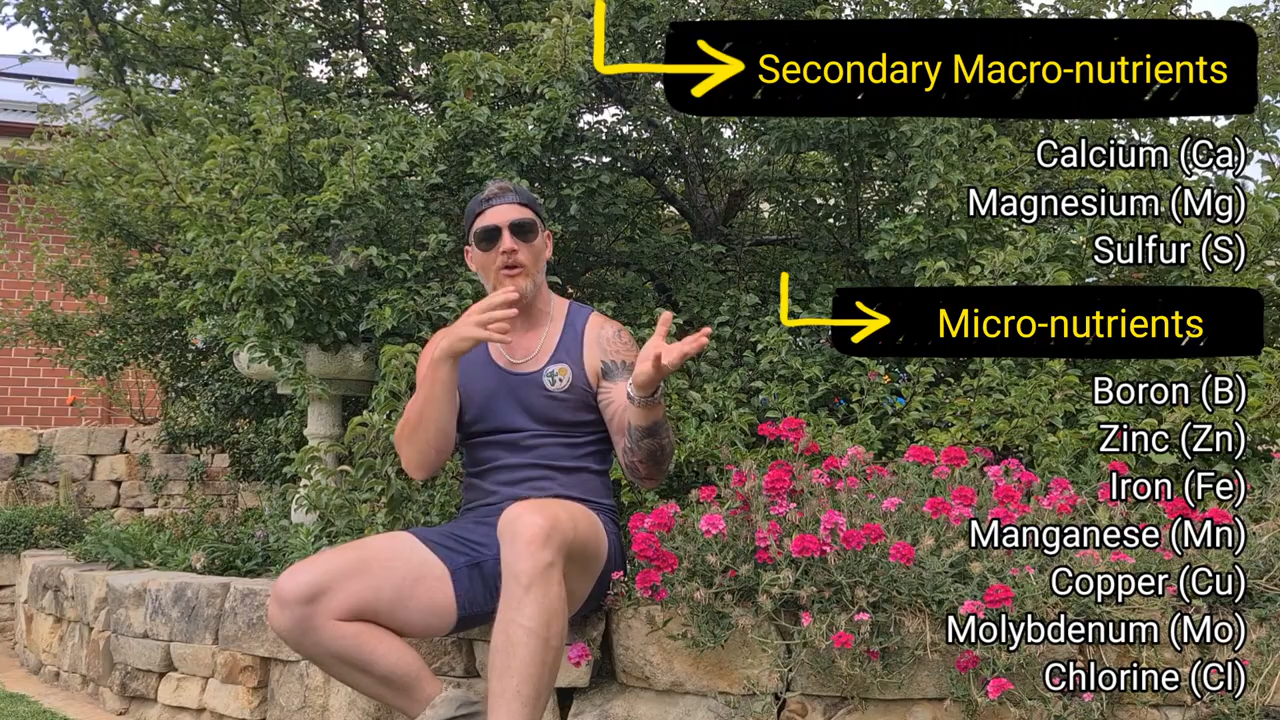 Secondary Macro-nutrients
Calcium (Ca)
Magnesium (Mg)
Sulfur (S)
Micro-nutrients
Boron (B)
Zinc (Zn)
Iron (Fe)
Manganese (Mn)
Copper (Cu)
Molybdenum (Mo)
Chlorine (Cl)